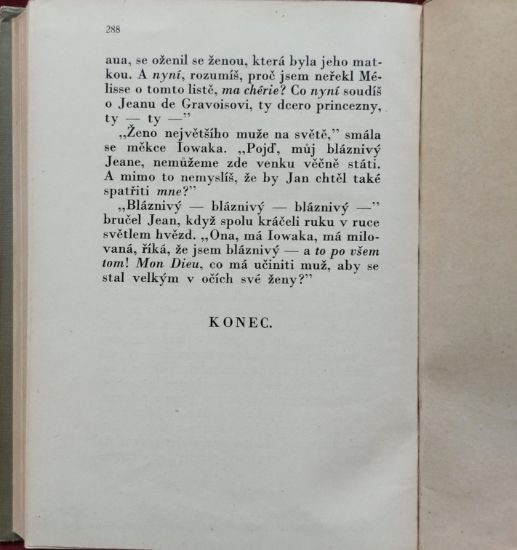 288
aua, se oženil se ženou, která byla jeho mat-
kou. A nyní, rozumíš, proč jsem neřekl Mé-
lisse o tomto listě, ma chérie? Co nyní soudíš
o Jeanu de Gravoisovi, ty dcero princezny,
ty — ty —”
„Ženo největšího muže na světě,” smála
se měkce Iowaka. „Pojď, můj bláznivý
Jeane, nemůžeme zde venku věčně státi.
A mimo to nemyslíš, že by Jan chtěl také
spatřiti mne?”
„Bláznivý — bláznivý — bláznivý —”
bručel Jean, když spolu kráčeli ruku v ruce
světlem hvězd. „Ona, má Iowaka, má milo-
vaná, říká, že jsem bláznivý — a to po všem
tom! Mon Dieu, co má učiniti muž, aby se
stal velkým v očích své ženy?”
KONEC.